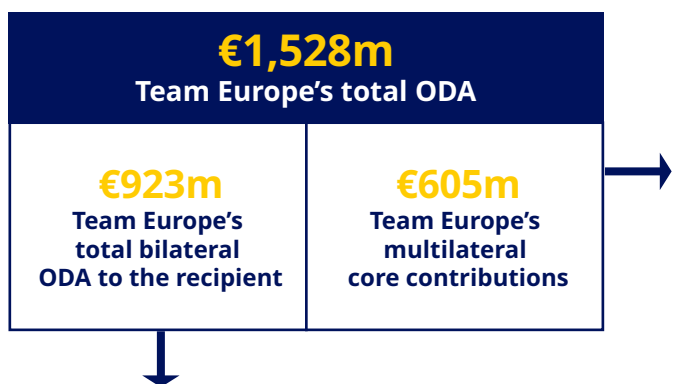 €1,528m
Team Europe’s total ODA
€923m
Team Europe’s
total bilateral
ODA to the recipient
€605m
Team Europe’s
multilateral
core contributions